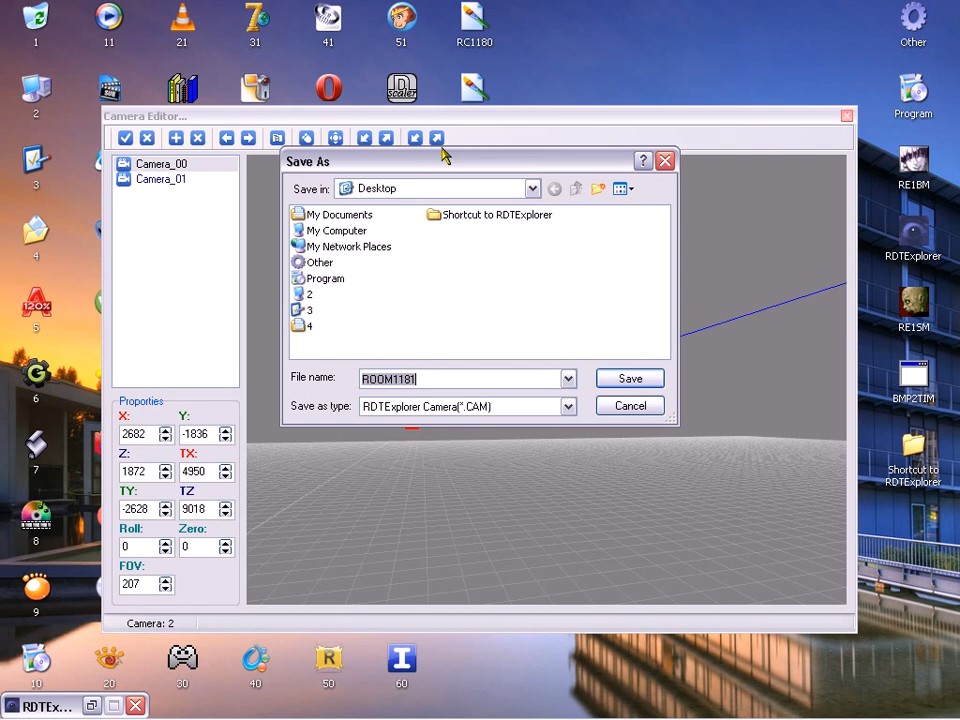 1
11
21
31
41
51
RC1180
Other
2
D scaler
Program
Camera Editor...
Camera_00
Camera_01
Save As
Save in:
Desktop
My Documents
Shortcut to RDTExplorer
My Computer
My Network Places
Other
Program
2
3
4
File name:
ROOM1181
Save
Save as type:
RDTExplorer Camera(*.CAM)
Cancel
3
RE1BM
4
RDTExplorer
120%
5
RE1SM
6
BMP2TIM
7
Shortcut to
RDTExplorer
8
9
Proporties
X:
Y:
2682
-1836
Z:
TX:
1872
4950
TY:
TZ
-2628
9018
Roll:
Zero:
0
0
FOV:
207
Camera: 2
10
20
30
40
R
50
I
60
RDTEx...